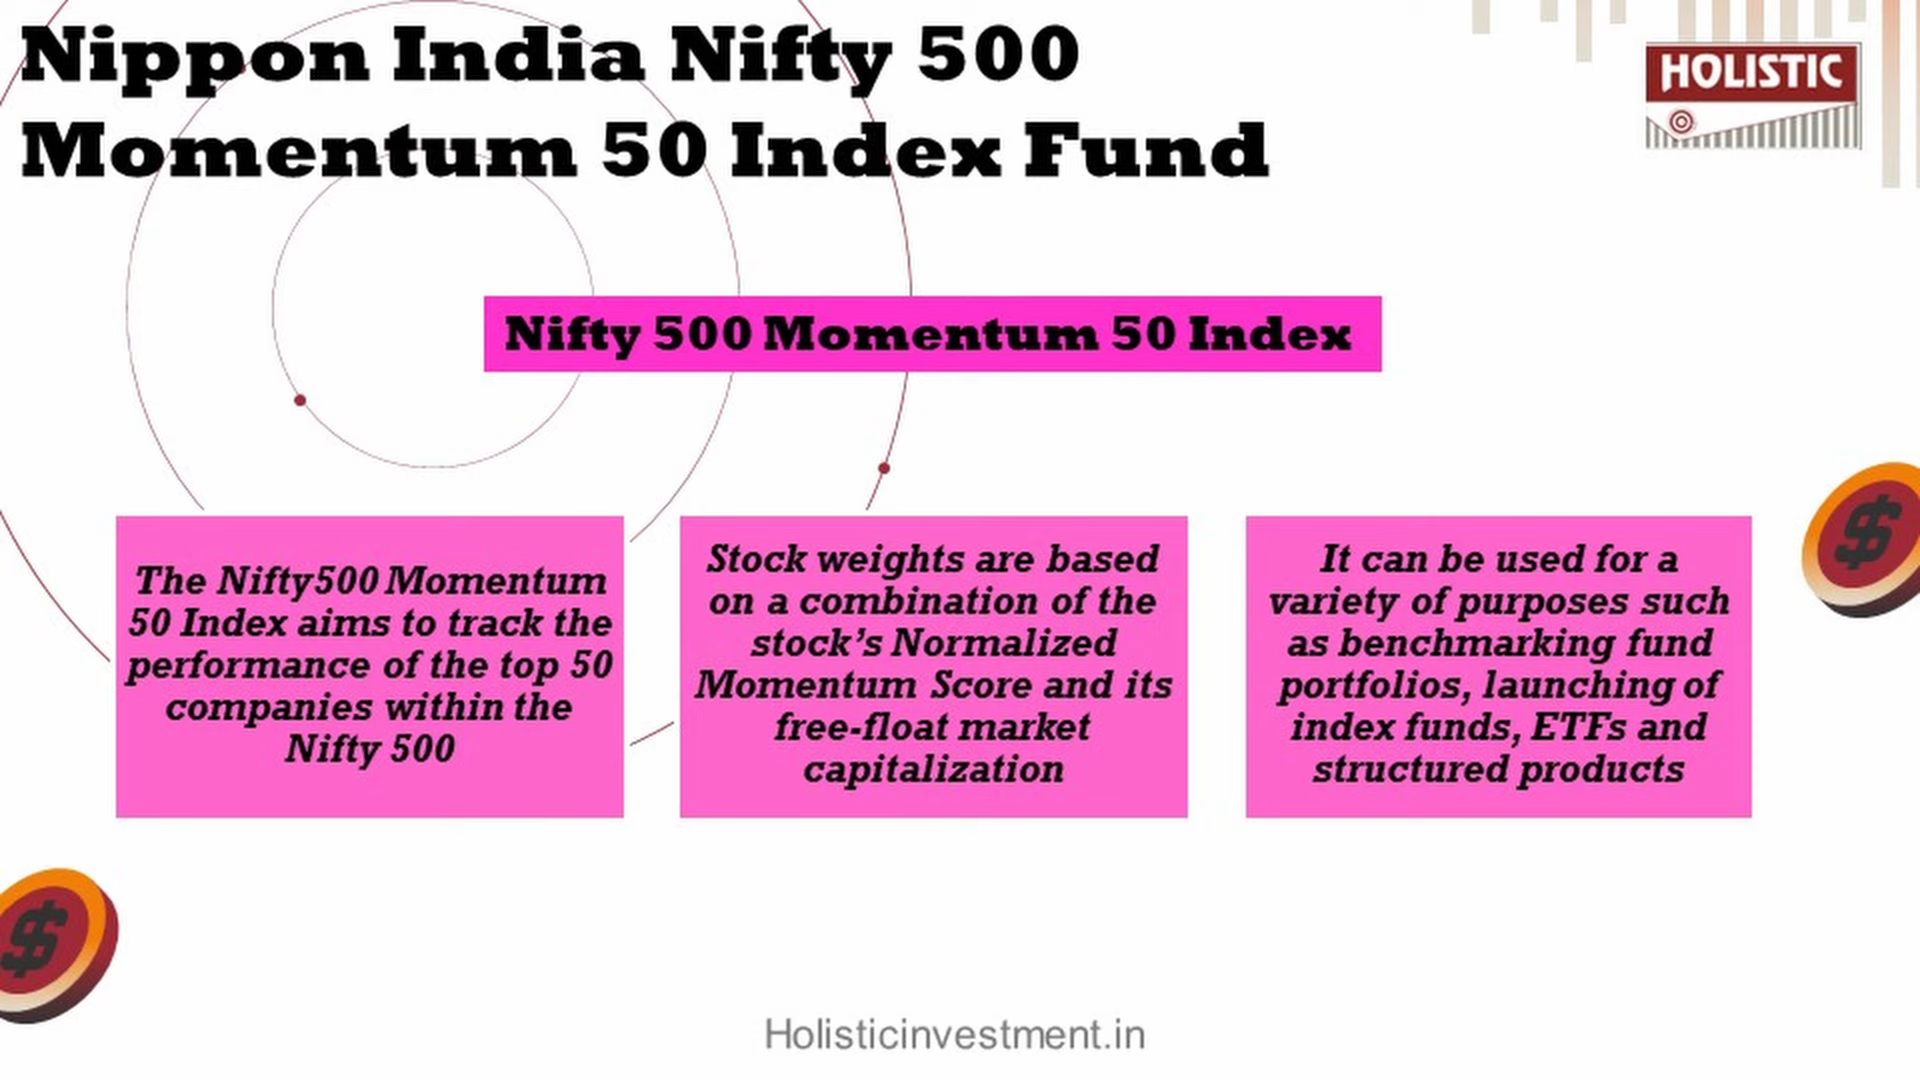 Nippon India Nifty 500
Momentum 50 Index Fund
HOLISTIC
Nifty 500 Momentum 50 Index
The Nifty500 Momentum
50 Index aims to track the
performance of the top 50
companies within the
Nifty 500
Stock weights are based
on a combination of the
stock’s Normalized
Momentum Score and its
free-float market
capitalization
It can be used for a
variety of purposes such
as benchmarking fund
portfolios, launching of
index funds, ETFs and
structured products
$
$
Holisticinvestment.in